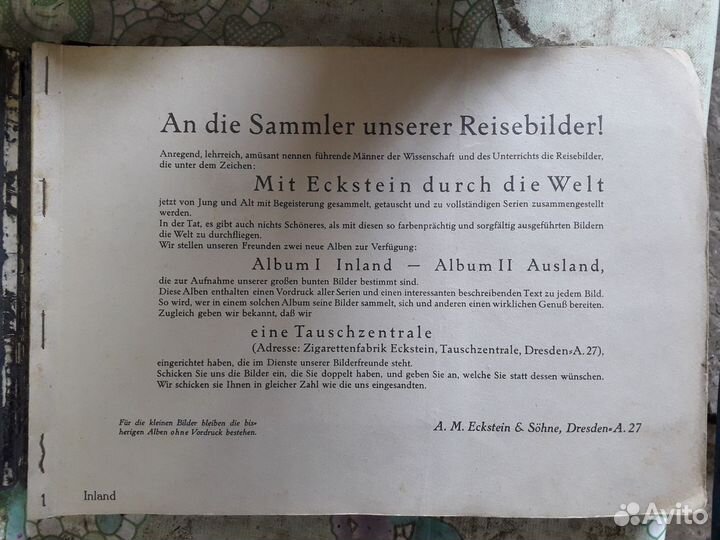 An die Sammler unserer Reisebilder!
Anregend, lehrreich, amüsant nennen führende Männer der Wissenschaft und des Unterrichts die Reisebilder,
die unter dem Zeichen:
Mit Eckstein durch die Welt
jetzt von Jung und Alt mit Begeisterung gesammelt, getauscht und zu vollständigen Serien zusammengestellt
werden.
In der Tat, es gibt auch nichts Schöneres, als mit diesen so farbenprächtig und sorgfältig ausgeführten Bildern
die Welt zu durchfliegen.
Wir stellen unseren Freunden zwei neue Alben zur Verfügung:
Album I Inland — Album II Ausland,
die zur Aufnahme unserer großen bunten Bilder bestimmt sind.
Diese Alben enthalten einen Vordruck aller Serien und einen interessanten beschreibenden Text zu jedem Bild.
So wird, wer in einem solchen Album seine Bilder sammelt, sich und anderen einen wirklichen Genuß bereiten.
Zugleich geben wir bekannt, daß wir
eine Tauschzentrale
(Adresse: Zigarettenfabrik Eckstein, Tauschzentrale, Dresden-A. 27),
eingerichtet haben, die im Dienste unserer Bilderfreunde steht.
Schicken Sie uns die Bilder ein, die Sie doppelt haben, und geben Sie an, welche Sie statt dessen wünschen.
Wir schicken sie Ihnen in gleicher Zahl wie die uns eingesandten.
Für die kleinen Bilder bleiben die bis-
herigen Alben ohne Vordruck bestehen.
A. M. Eckstein & Söhne, Dresden-A. 27
1 Inland
Avito